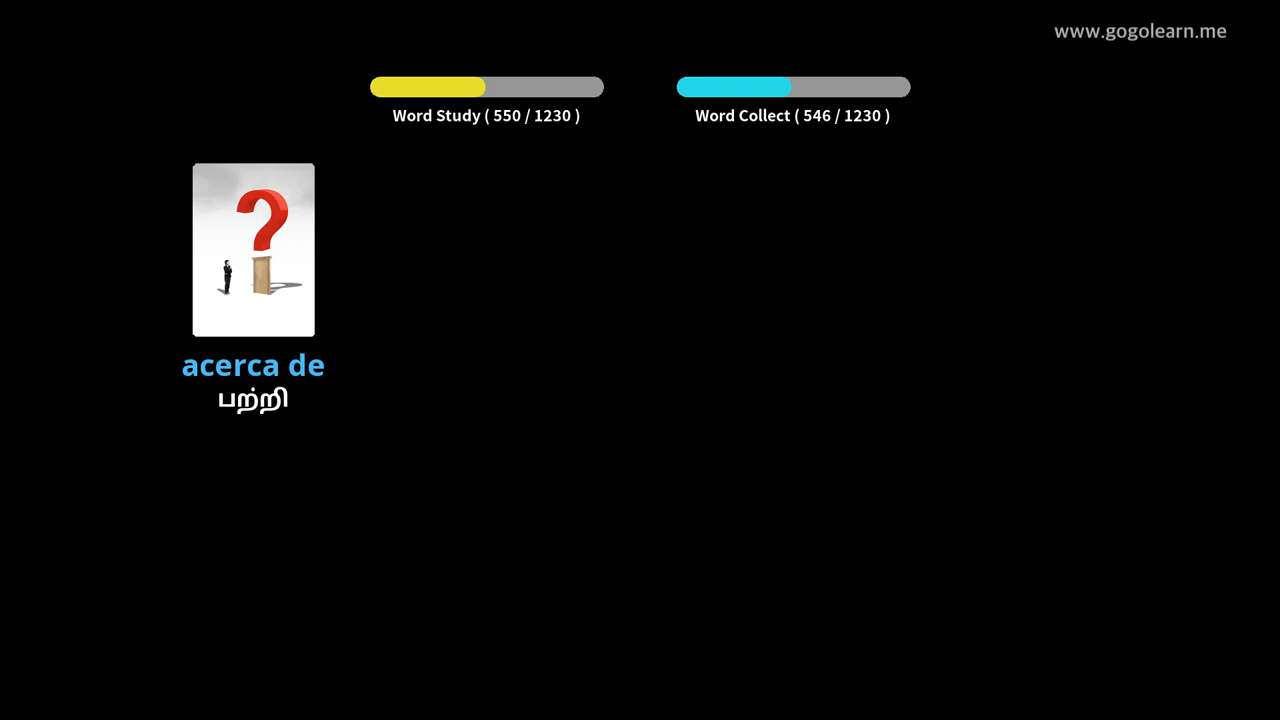 www.gogolearn.me
Word Study ( 550 / 1230 )
Word Collect ( 546 / 1230 )
acerca de
பற்றி